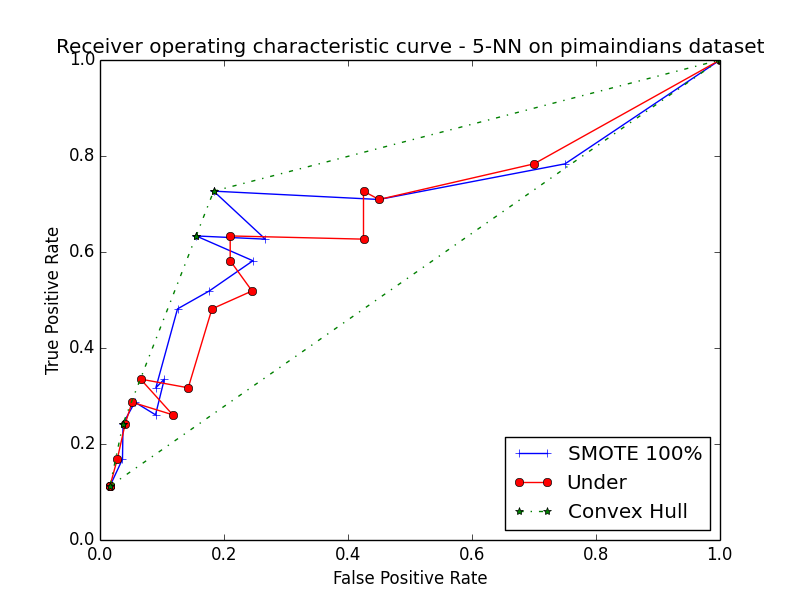 Receiver operating characteristic curve - 5-NN on pimaindians dataset
1.0
0.8
0.6
0.4
0.2
0.0
True Positive Rate
0.0 0.2 0.4 0.6 0.8 1.0
False Positive Rate
SMOTE 100%
Under
Convex Hull